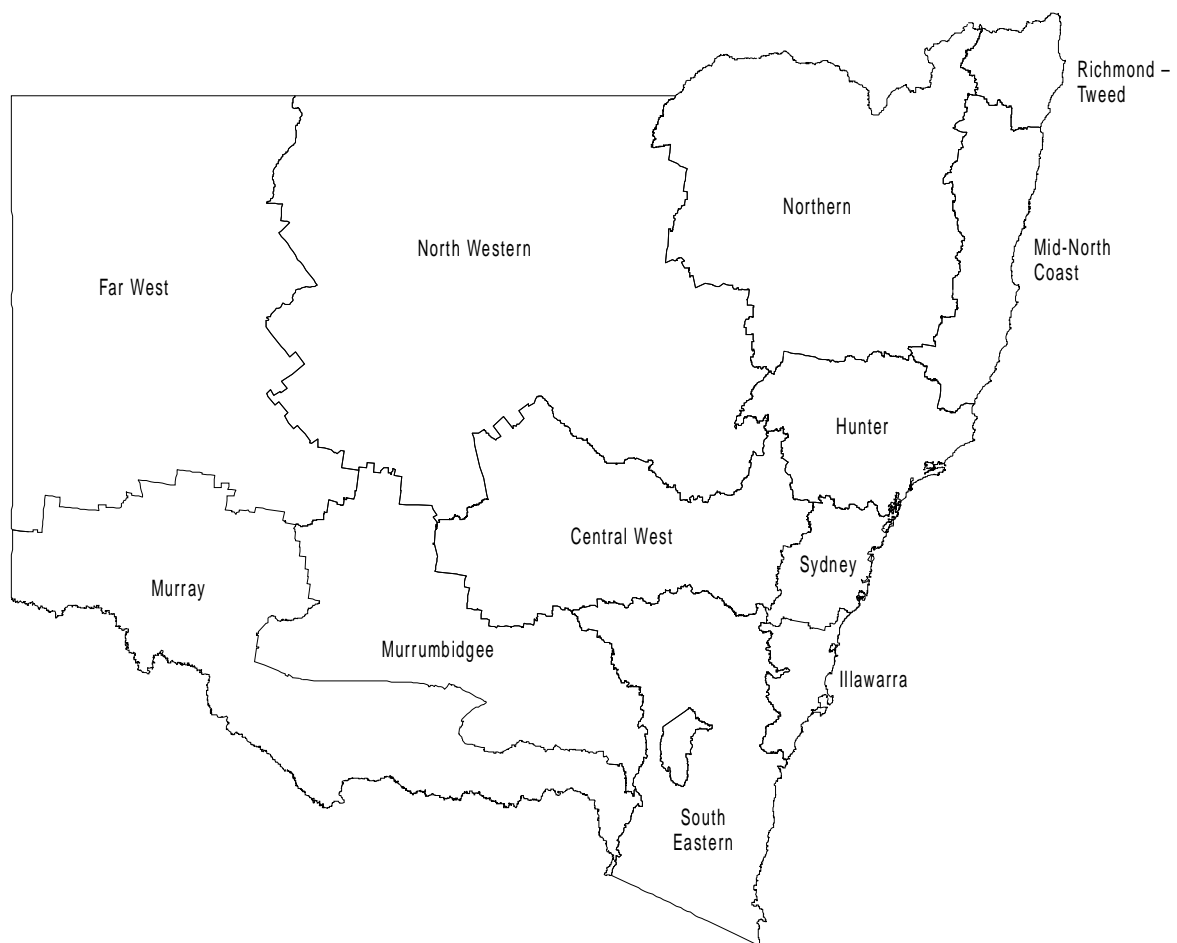 Richmond –
Tweed
Northern
North Western
Mid-North
Coast
Far West
Hunter
Central West
Sydney
Murray
Murrumbidgee
Illawarra
South
Eastern